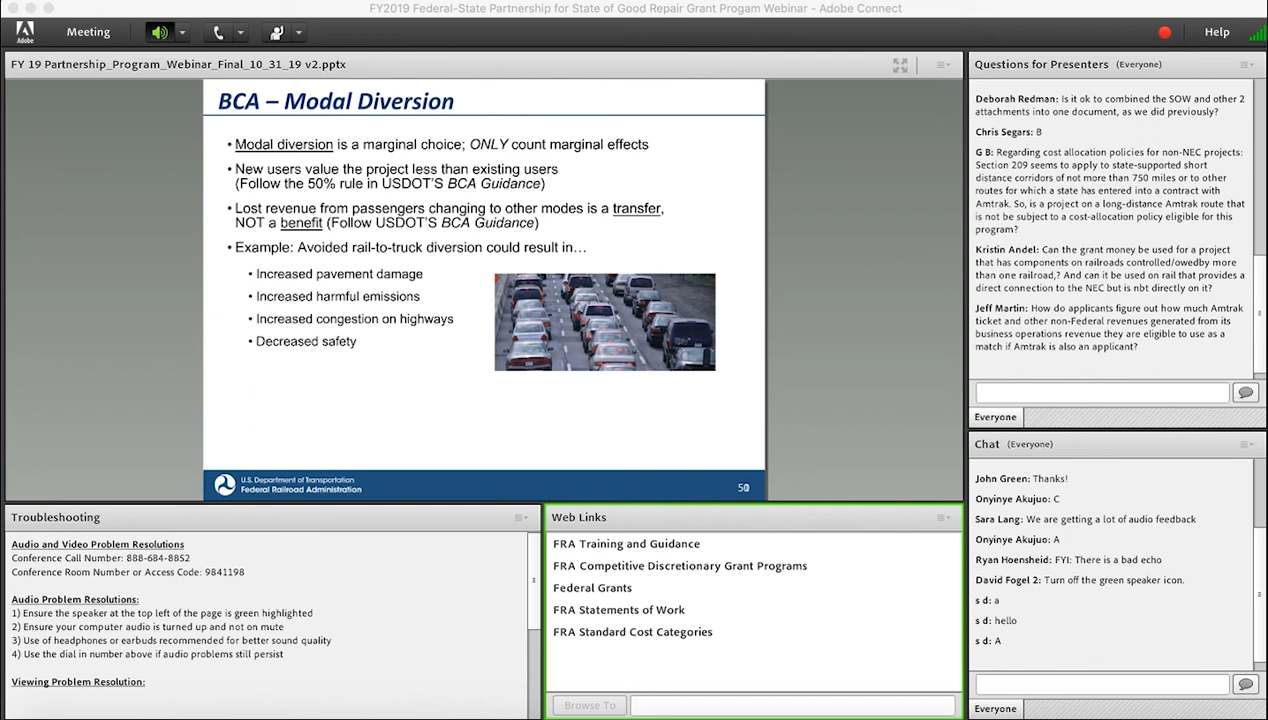 FY2019 Federal-State Partnership for State of Good Repair Grant Progam Webinar - Adobe Connect
Adobe
Meeting
Help
FY 19 Partnership_Program_Webinar_Final_10_31_19 v2.pptx
BCA – Modal Diversion
• Modal diversion is a marginal choice; ONLY count marginal effects
• New users value the project less than existing users
(Follow the 50% rule in USDOT'S BCA Guidance)
• Lost revenue from passengers changing to other modes is a transfer,
NOT a benefit (Follow USDOT'S BCA Guidance)
• Example: Avoided rail-to-truck diversion could result in…
• Increased pavement damage
• Increased harmful emissions
• Increased congestion on highways
• Decreased safety
U.S. Department of Transportation
Federal Railroad Administration
50
Questions for Presenters (Everyone)
Deborah Redman: Is it ok to combined the SOW and other 2
attachments into one document, as we did previously?
Chris Segars: B
G B: Regarding cost allocation policies for non-NEC projects:
Section 209 seems to apply to state-supported short
distance corridors of not more than 750 miles or to other
routes for which a state has entered into a contract with
Amtrak. So, is a project on a long-distance Amtrak route that
is not be subject to a cost-allocation policy eligible for this
program?
Kristin Andel: Can the grant money be used for a project
that has components on railroads controlled/owedby more
than one railroad,? And can it be used on rail that provides a
direct connection to the NEC but is nbt directly on it?
Jeff Martin: How do applicants figure out how much Amtrak
ticket and other non-Federal revenues generated from its
business operations revenue they are eligible to use as a
match if Amtrak is also an applicant?
Everyone
Chat (Everyone)
John Green: Thanks!
Onyinye Akujuo: C
Sara Lang: We are getting a lot of audio feedback
Onyinye Akujuo: A
Ryan Hoensheid: FYI: There is a bad echo
David Fogel 2: Turn off the green speaker icon.
s d: a
s d: hello
s d: A
Everyone
Troubleshooting
Audio and Video Problem Resolutions
Conference Call Number: 888-684-8852
Conference Room Number or Access Code: 9841198
Audio Problem Resolutions:
1) Ensure the speaker at the top left of the page is green highlighted
2) Ensure your computer audio is turned up and not on mute
3) Use of headphones or earbuds recommended for better sound quality
4) Use the dial in number above if audio problems still persist
Viewing Problem Resolution:
Web Links
FRA Training and Guidance
FRA Competitive Discretionary Grant Programs
Federal Grants
FRA Statements of Work
FRA Standard Cost Categories
Browse To